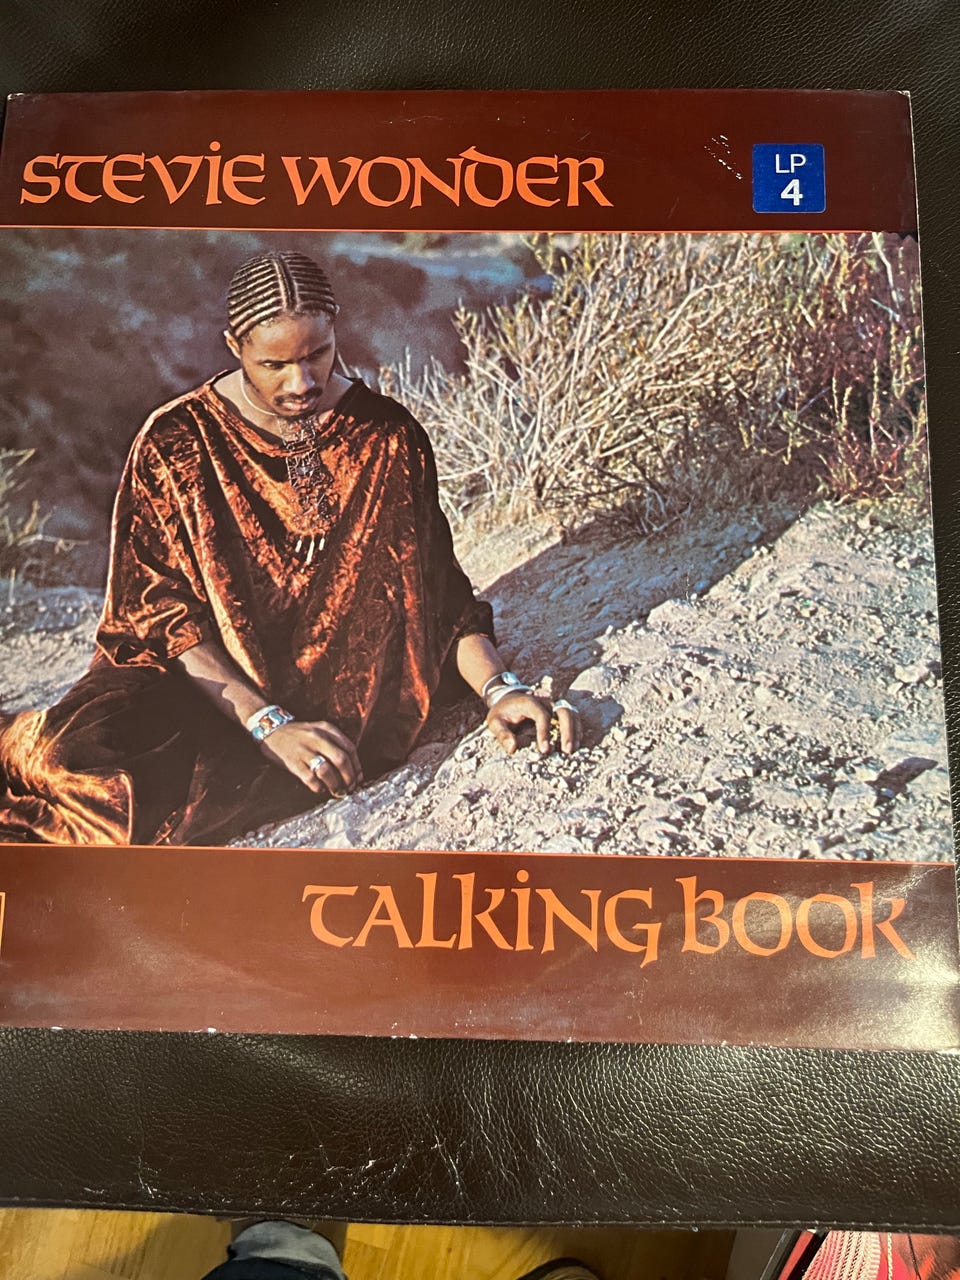 STEVIE WONDER
LP
4
TALKING BOOK